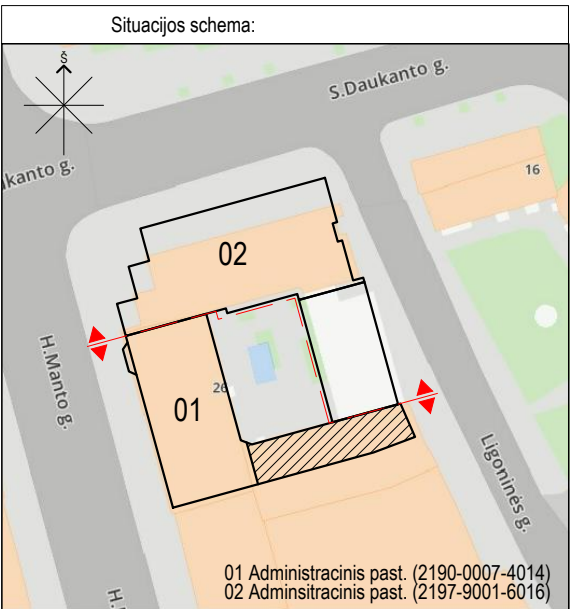 Situacijos schema:
Š
S.Daukanto g.
ikanto g.
16
02
H.Manto g.
26
01
Ligoninės g.
H.
01 Administracinis past. (2190-0007-4014)
02 Adminsitracinis past. (2197-9001-6016)